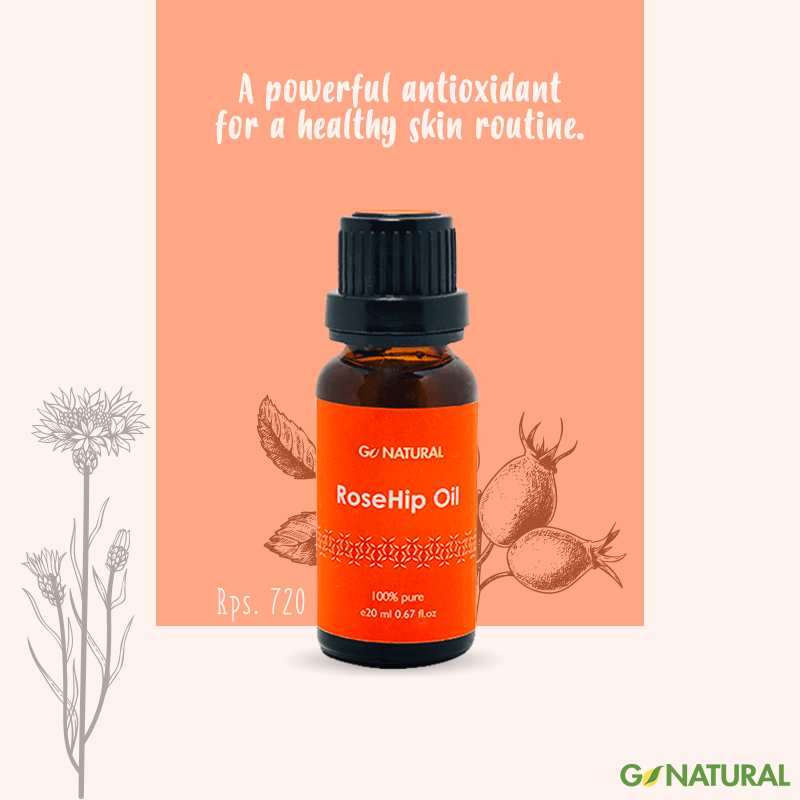 A powerful antioxidant
for a healthy skin routine.
Go NATURAL
RoseHip Oil
100% pure
e20 ml 0.67 fl.oz
Rps. 720
Go NATURAL